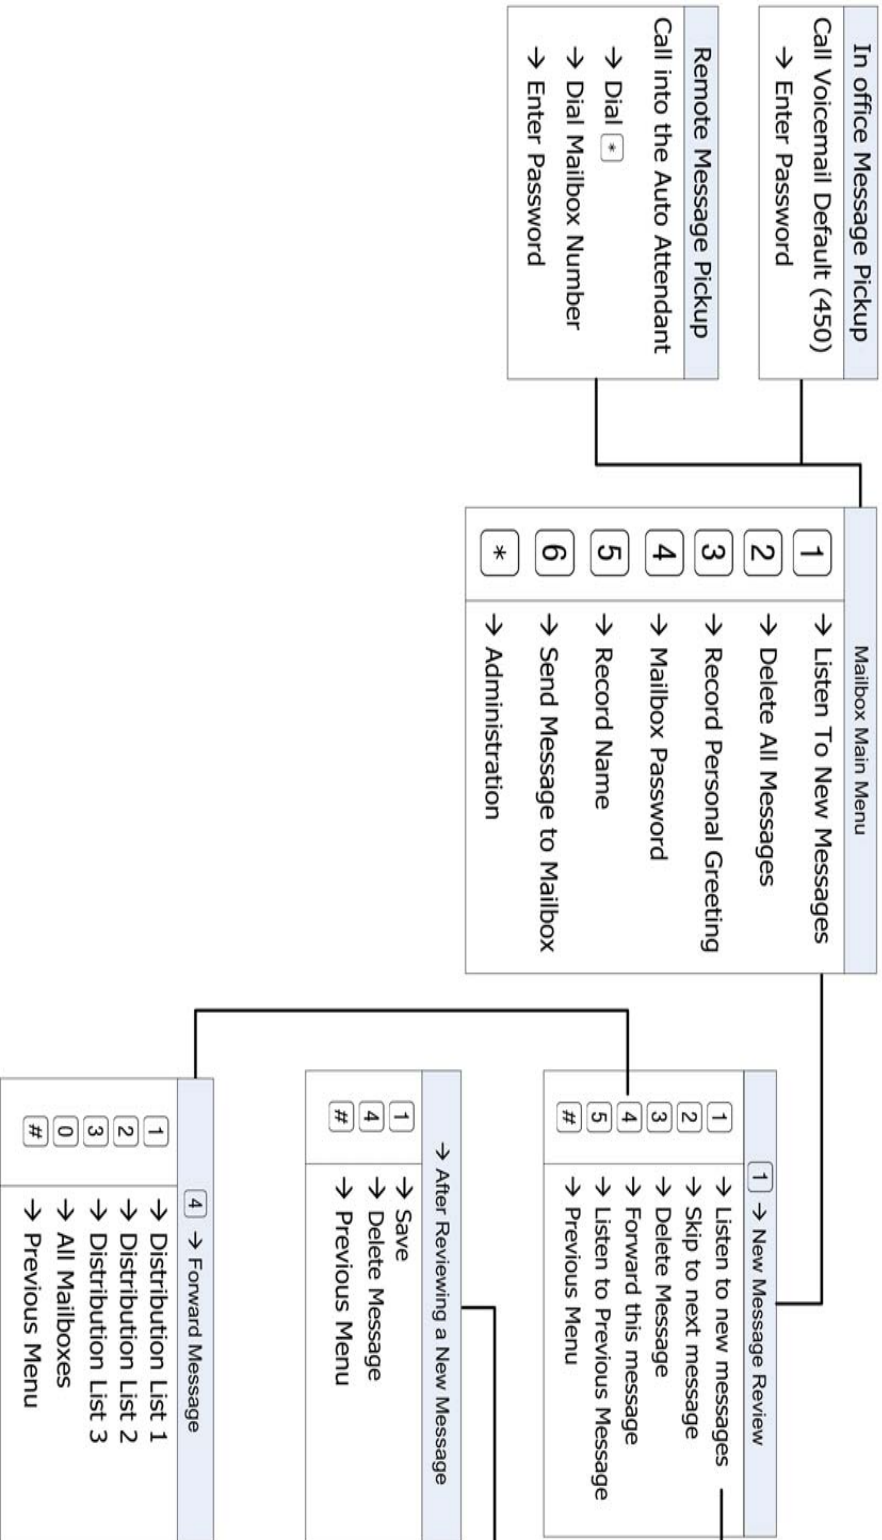 In office Message Pickup
Call Voicemail Default (450)
→ Enter Password
Remote Message Pickup
Call into the Auto Attendant
→ Dial *
→ Dial Mailbox Number
→ Enter Password
Mailbox Main Menu
1 → Listen To New Messages
2 → Delete All Messages
3 → Record Personal Greeting
4 → Mailbox Password
5 → Record Name
6 → Send Message to Mailbox
* → Administration
1 → New Message Review
1 → Listen to new messages
2 → Skip to next message
3 → Delete Message
4 → Forward this message
5 → Listen to Previous Message
# → Previous Menu
→ After Reviewing a New Message
1 → Save
4 → Delete Message
# → Previous Menu
4 → Forward Message
1 → Distribution List 1
2 → Distribution List 2
3 → Distribution List 3
0 → All Mailboxes
# → Previous Menu